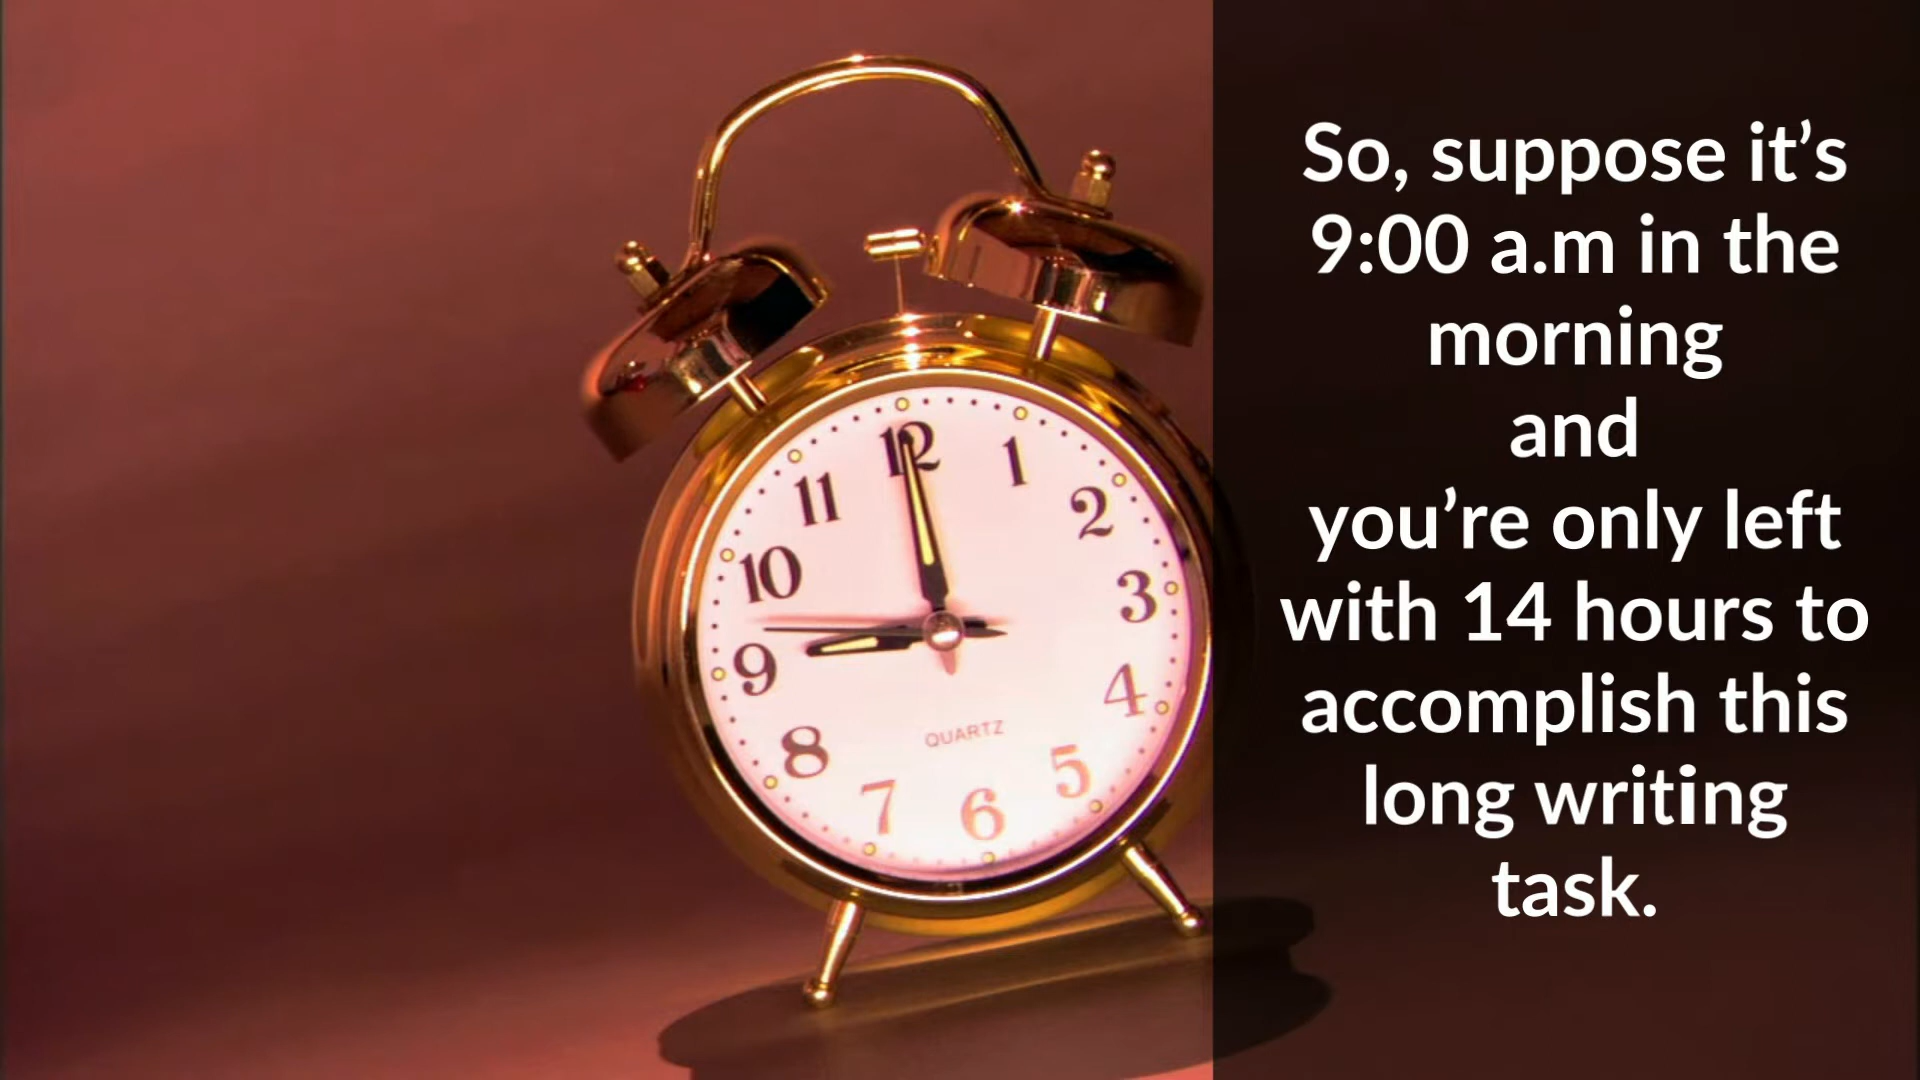 12
1
2
3
4
5
6
7
8
9
10
11
QUARTZ
So, suppose it’s
9:00 a.m in the
morning
and
you’re only left
with 14 hours to
accomplish this
long writing
task.